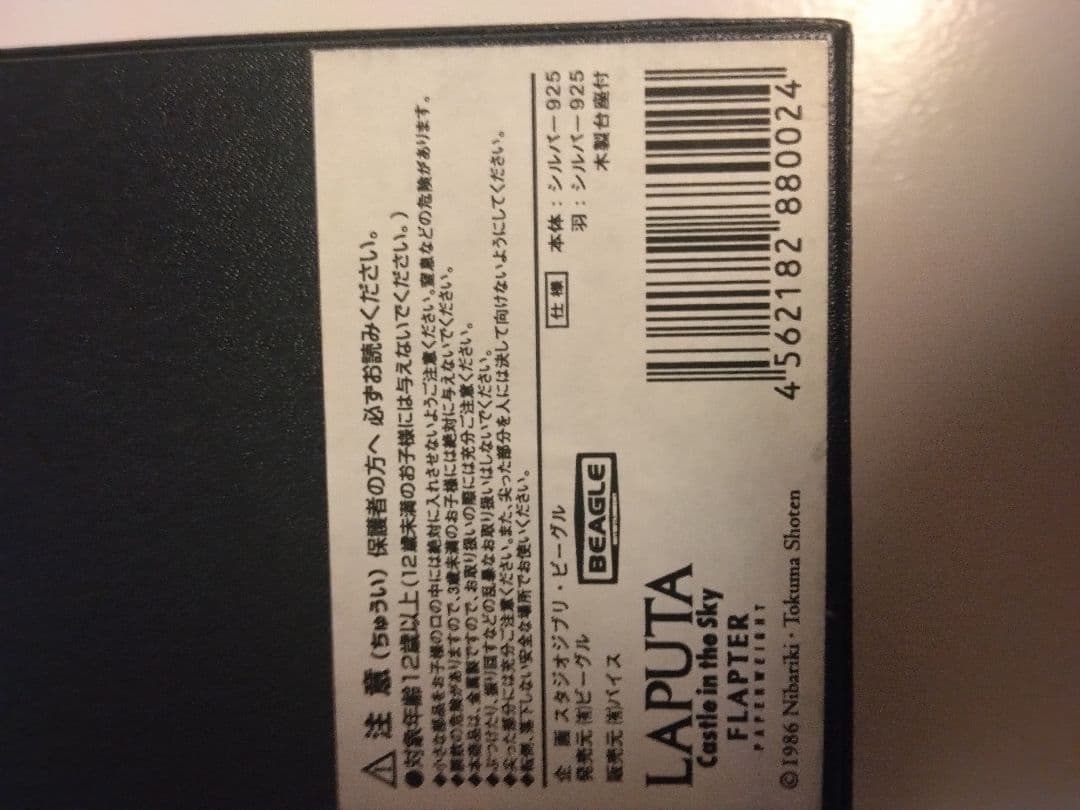 ⚠ 注意(ちゅうい) 保護者の方へ 必ずお読みください。
●対象年齢12歳以上(12歳未満のお子様には与えないでください。)
◆小さな部品をお子様の口の中には絶対に入れさせないようご注意ください。窒息などの危険があります。
◆誤飲の危険がありますので、3歳未満のお子様には絶対に与えないでください。
◆本商品は、金属製ですので、お取り扱いの際には充分ご注意ください。
◆ぶつけたり、振り回すなどの乱暴なお取り扱いはしないでください。
◆尖った部分には充分ご注意ください。また、尖った部分を人には決して向けないようにしてください。
◆転倒、落下しない安全な場所でお使いください。
企 画 スタジオジブリ・ビーグル
発売元 (有)ビーグル
販売元 (有)バイス
BEAGLE
仕様
本体:シルバー925
羽:シルバー925
木製台座付
LAPUTA
Castle in the Sky
FLAPTER
PAPERWEIGHT
©1986 Nibariki・Tokuma Shoten
4 562182 880024